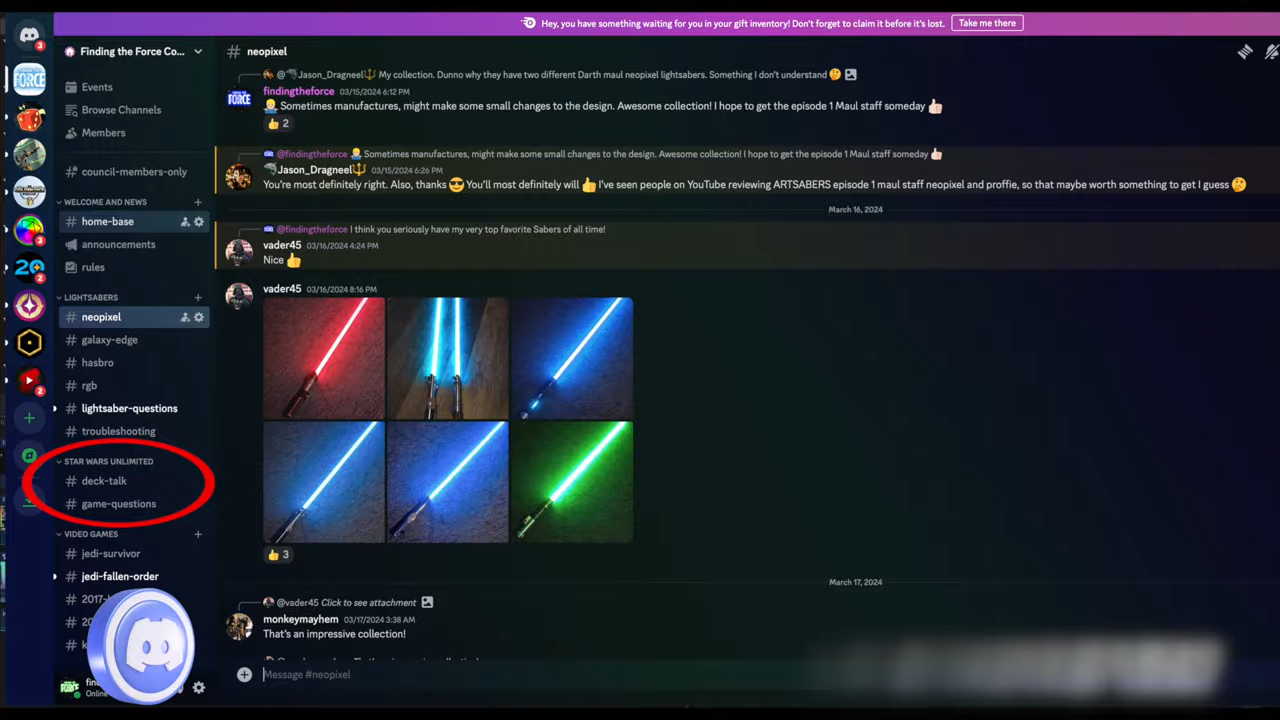 Hey, you have something waiting for you in your gift inventory! Don't forget to claim it before it's lost. Take me there
3
FORCE
3
2
2
Finding the Force Co...
Events
Browse Channels
Members
council-members-only
WELCOME AND NEWS
home-base
announcements
rules
LIGHTSABERS
neopixel
galaxy-edge
hasbro
rgb
lightsaber-questions
troubleshooting
STAR WARS UNLIMITED
deck-talk
game-questions
VIDEO GAMES
jedi-survivor
jedi-fallen-order
Online
# neopixel
@Jason_Dragneel My collection. Dunno why they have two different Darth maul neopixel lightsabers. Something I don't understand
findingtheforce 03/15/2024 6:12 PM
Sometimes manufactures, might make some small changes to the design. Awesome collection! I hope to get the episode 1 Maul staff someday
2
@findingtheforce Sometimes manufactures, might make some small changes to the design. Awesome collection! I hope to get the episode 1 Maul staff someday
Jason_Dragneel 03/15/2024 6:26 PM
You're most definitely right. Also, thanks You'll most definitely will I've seen people on YouTube reviewing ARTSABERS episode 1 maul staff neopixel and proffie, so that maybe worth something to get I guess
March 16, 2024
@findingtheforce I think you seriously have my very top favorite Sabers of all time!
vader45 03/16/2024 4:24 PM
Nice
vader45 03/16/2024 8:16 PM
3
March 17, 2024
@vader45 Click to see attachment
monkeymayhem 03/17/2024 3:38 AM
That's an impressive collection!
Message #neopixel